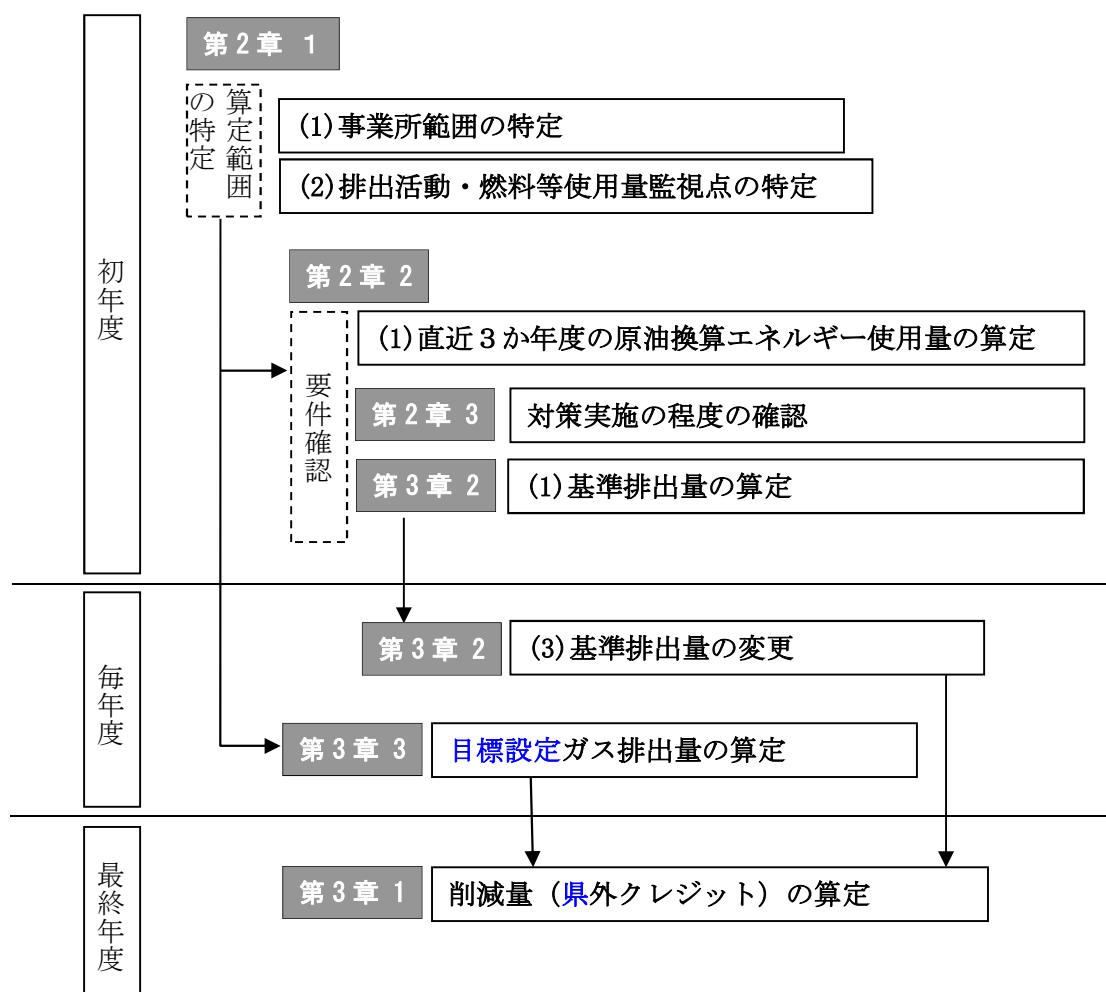 初年度
第2章 1
算定範囲の特定
(1)事業所範囲の特定
(2)排出活動・燃料等使用量監視点の特定
第2章 2
要件確認
(1)直近３か年度の原油換算エネルギー使用量の算定
第2章 3
対策実施の程度の確認
第3章 2
(1)基準排出量の算定
毎年度
第3章 2
(3)基準排出量の変更
第3章 3
目標設定ガス排出量の算定
最終年度
第3章 1
削減量（県外クレジット）の算定